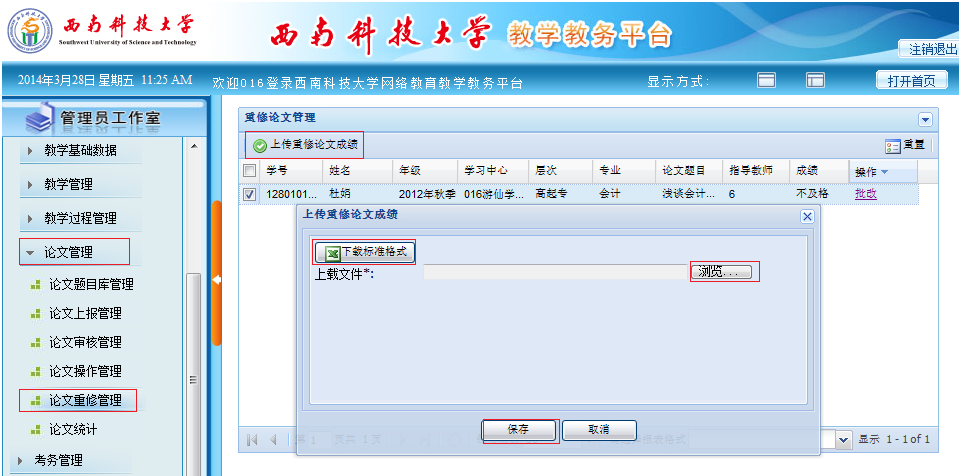 西南科技大学
Southwest University of Science and Technology
西南科技大学 教学教务平台
注销退出
2014年3月28日 星期五 11:25 AM
欢迎016登录西南科技大学网络教育教学教务平台
显示方式:
打开首页
管理员工作室
教学基础数据
教学管理
教学过程管理
论文管理
论文题目库管理
论文上报管理
论文审核管理
论文操作管理
论文重修管理
论文统计
考务管理
重修论文管理
上传重修论文成绩
重置
学号 姓名 年级 学习中心 层次 专业 论文题目 指导教师 成绩 操作
1280101... 杜娟 2012年秋季 016游仙学... 高起专 会计 浅谈会计... 6 不及格 批改
上传重修论文成绩
下载标准格式
上载文件*:
浏览...
保存 取消
第 1 页共 1 页
显示 1 - 1 of 1